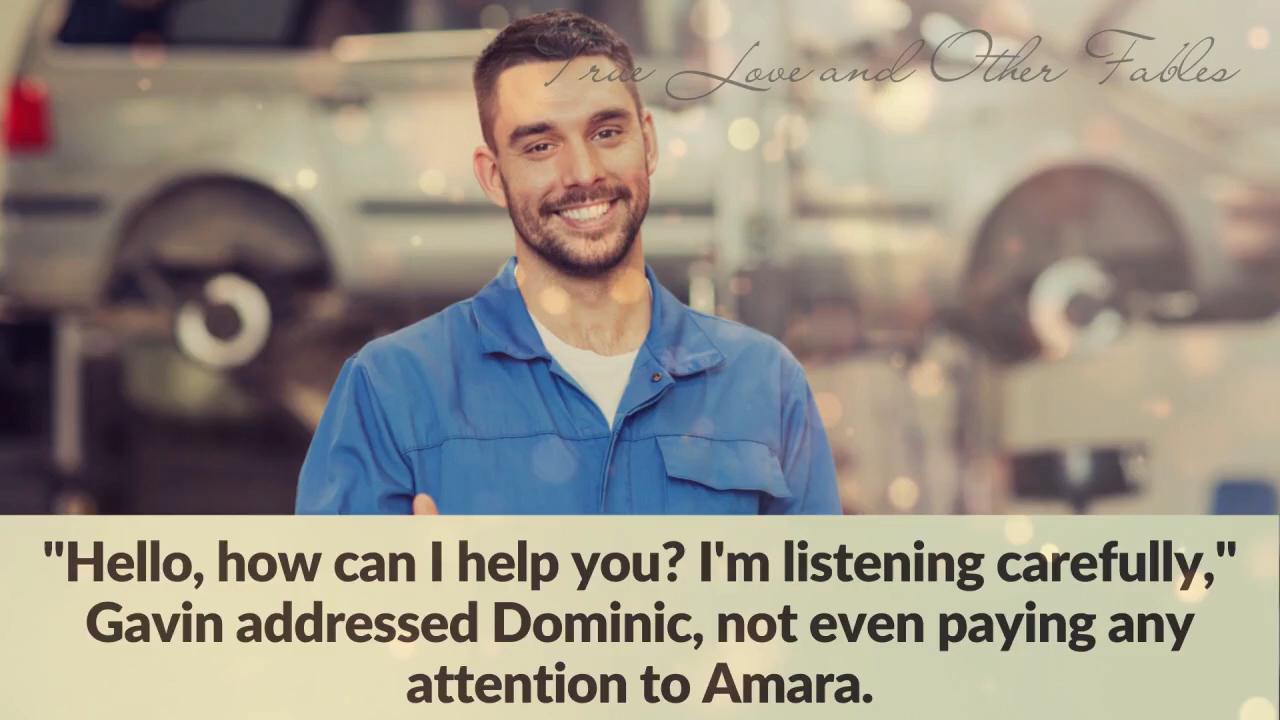 True Love and Other Fables
"Hello, how can I help you? I'm listening carefully,"
Gavin addressed Dominic, not even paying any
attention to Amara.